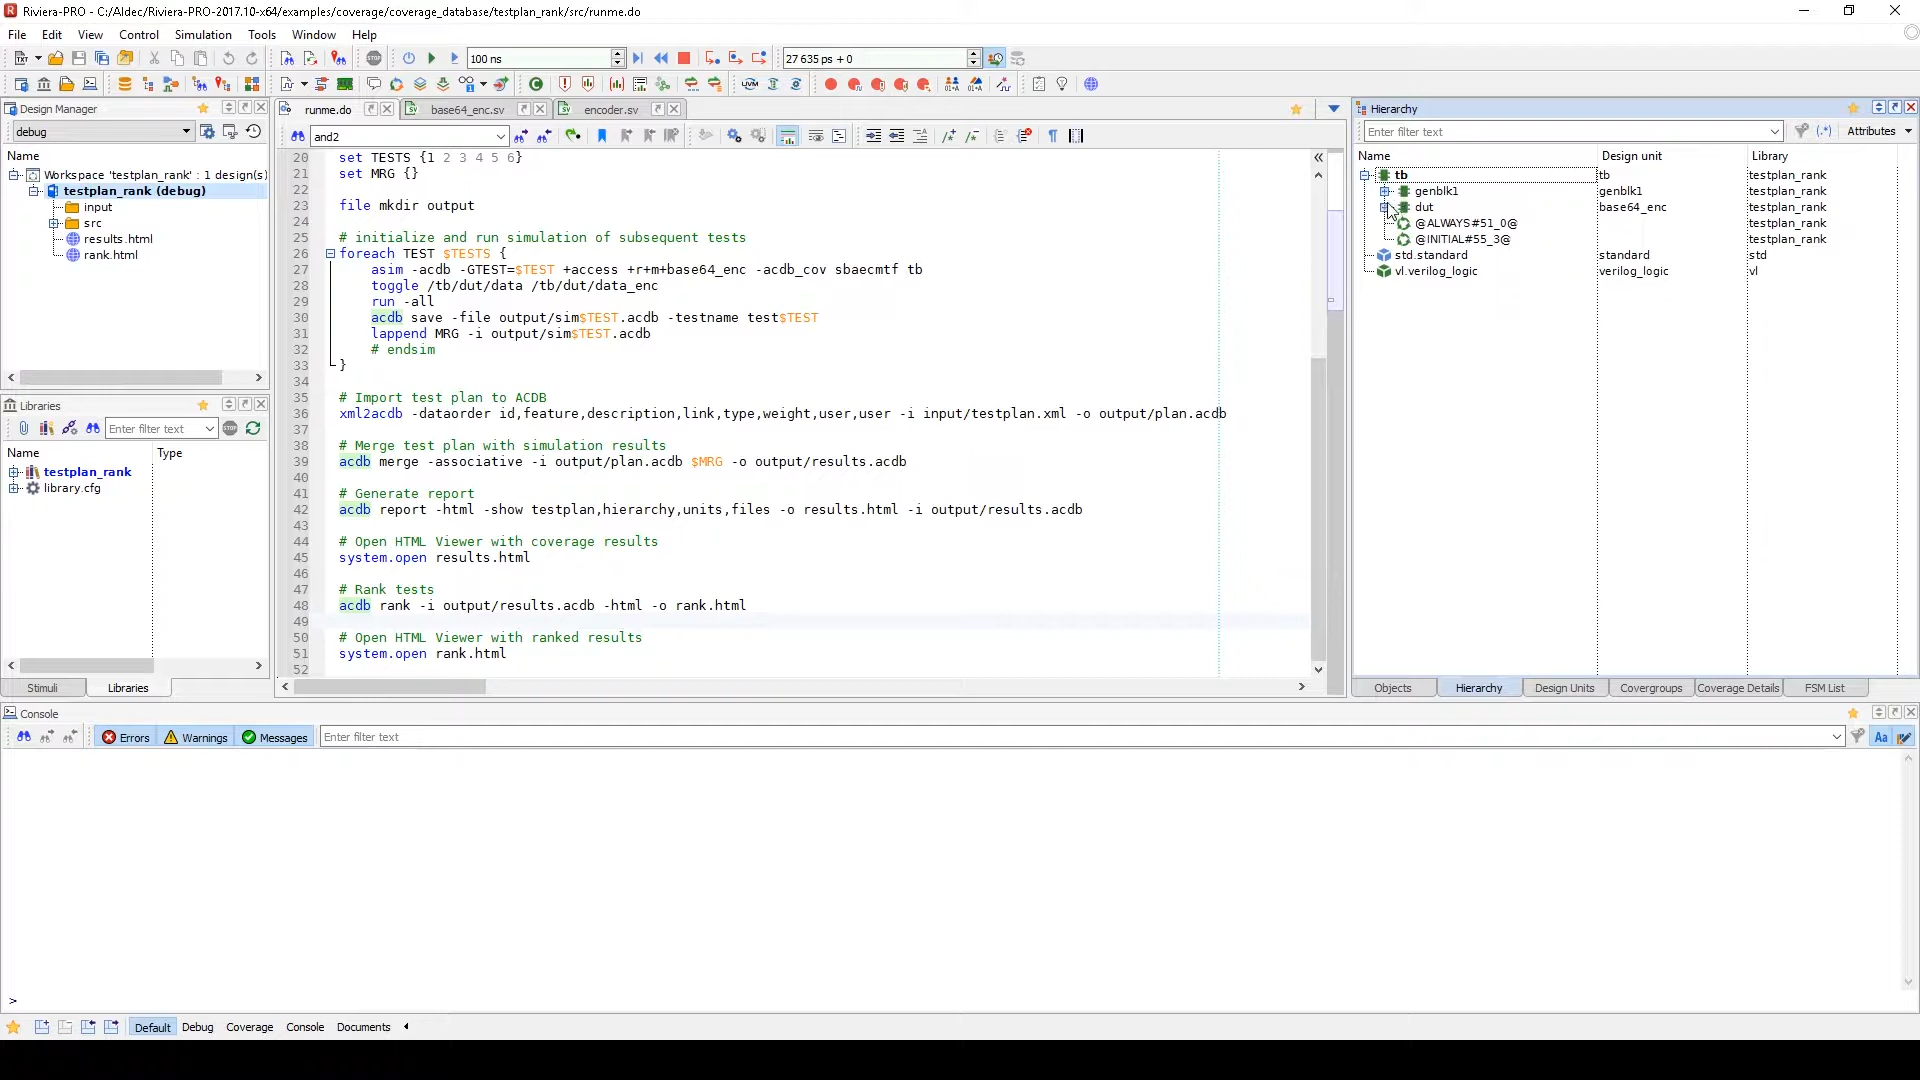 Riviera-PRO - C:/Aldec/Riviera-PRO-2017.10-x64/examples/coverage/coverage_database/testplan_rank/src/runme.do
File Edit View Control Simulation Tools Window Help
100 ns
27 635 ps + 0
Design Manager
debug
Name
Workspace 'testplan_rank' : 1 design(s)
testplan_rank (debug)
input
src
results.html
rank.html
Libraries
Enter filter text
Name Type
testplan_rank
library.cfg
Stimuli Libraries
runme.do base64_enc.sv encoder.sv
and2
20 set TESTS {1 2 3 4 5 6}
21 set MRG {}
22
23 file mkdir output
24
25 # initialize and run simulation of subsequent tests
26 foreach TEST $TESTS {
27 asim -acdb -GTEST=$TEST +access +r+m+base64_enc -acdb_cov sbaecmtf tb
28 toggle /tb/dut/data /tb/dut/data_enc
29 run -all
30 acdb save -file output/sim$TEST.acdb -testname test$TEST
31 lappend MRG -i output/sim$TEST.acdb
32 # endsim
33 }
34
35 # Import test plan to ACDB
36 xml2acdb -dataorder id,feature,description,link,type,weight,user,user -i input/testplan.xml -o output/plan.acdb
37
38 # Merge test plan with simulation results
39 acdb merge -associative -i output/plan.acdb $MRG -o output/results.acdb
40
41 # Generate report
42 acdb report -html -show testplan,hierarchy,units,files -o results.html -i output/results.acdb
43
44 # Open HTML Viewer with coverage results
45 system.open results.html
46
47 # Rank tests
48 acdb rank -i output/results.acdb -html -o rank.html
49
50 # Open HTML Viewer with ranked results
51 system.open rank.html
52
Hierarchy
Enter filter text Attributes
Name Design unit Library
tb tb testplan_rank
genblk1 genblk1 testplan_rank
dut base64_enc testplan_rank
@ALWAYS#51_0@ testplan_rank
@INITIAL#55_3@ testplan_rank
std.standard standard std
vl.verilog_logic verilog_logic vl
Objects Hierarchy Design Units Covergroups Coverage Details FSM List
Console
Errors Warnings Messages Enter filter text Aa
>
Default Debug Coverage Console Documents